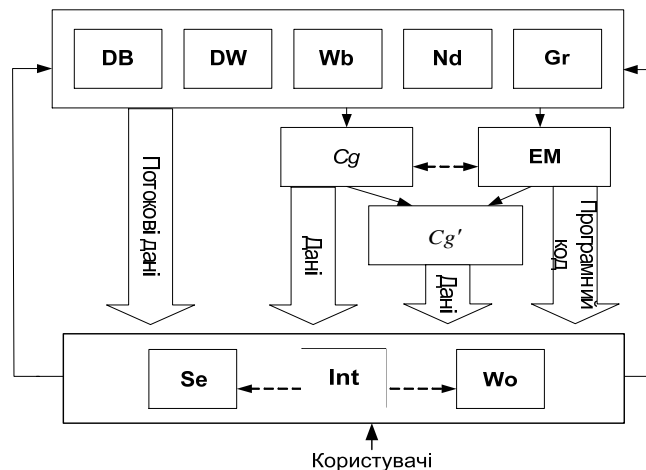 DB DW Wb Nd Gr
Cg EM
Cg'
Потокові дані
Дані
Дані
Програмний
код
Se Int Wo
Користувачі